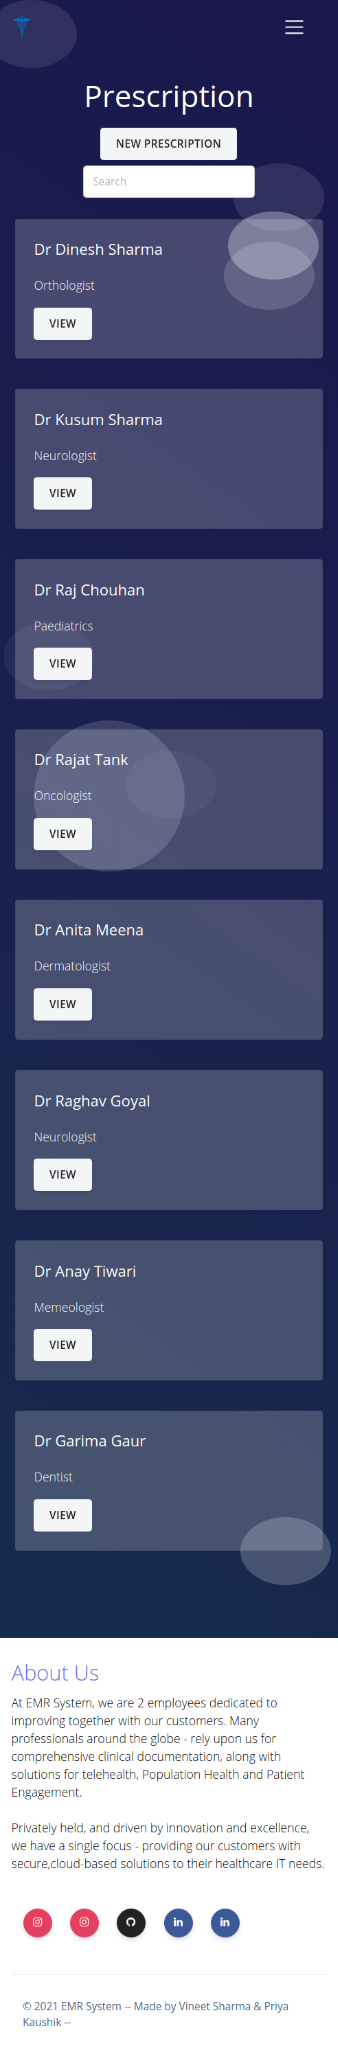 Prescription
NEW PRESCRIPTION
Search
Dr Dinesh Sharma
Orthologist
VIEW
Dr Kusum Sharma
Neurologist
VIEW
Dr Raj Chouhan
Paediatrics
VIEW
Dr Rajat Tank
Oncologist
VIEW
Dr Anita Meena
Dermatologist
VIEW
Dr Raghav Goyal
Neurologist
VIEW
Dr Anay Tiwari
Memeologist
VIEW
Dr Garima Gaur
Dentist
VIEW
About Us
At EMR System, we are 2 employees dedicated to
improving together with our customers. Many
professionals around the globe - rely upon us for
comprehensive clinical documentation, along with
solutions for telehealth, Population Health and Patient
Engagement.
Privately held, and driven by innovation and excellence,
we have a single focus - providing our customers with
secure,cloud-based solutions to their healthcare IT needs.
© 2021 EMR System -- Made by Vineet Sharma & Priya
Kaushik --